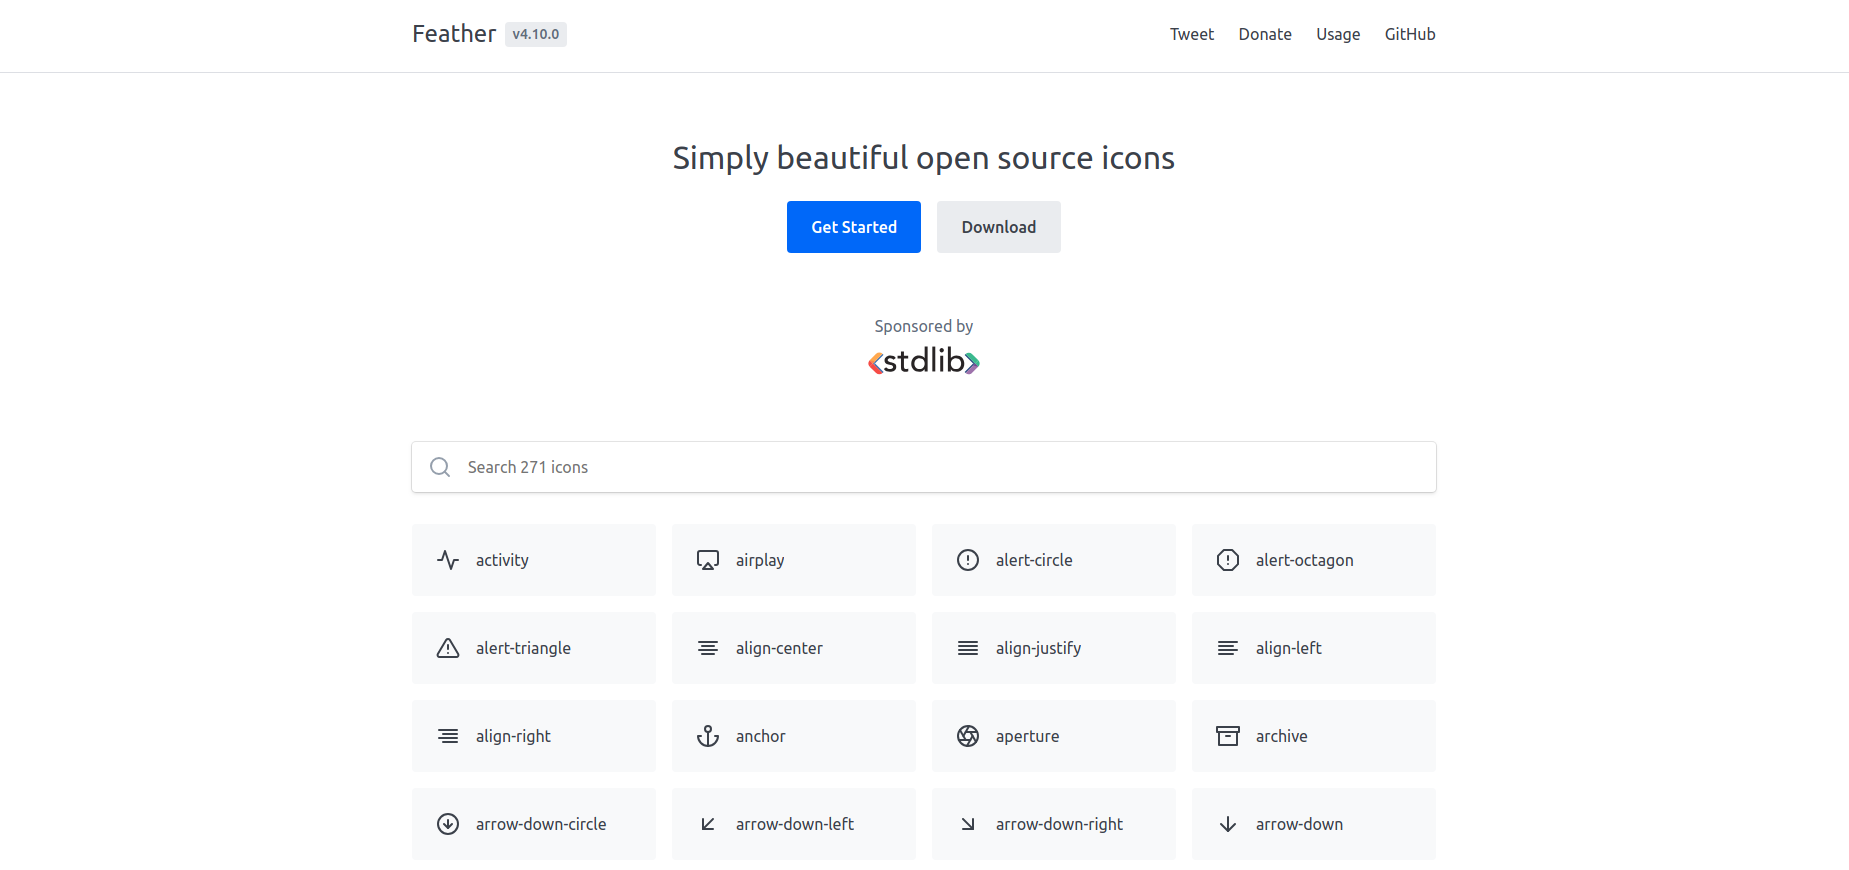 Feather v4.10.0 Tweet Donate Usage GitHub
Simply beautiful open source icons
Get Started Download
Sponsored by
<stdlib>
Search 271 icons
activity airplay alert-circle alert-octagon
alert-triangle align-center align-justify align-left
align-right anchor aperture archive
arrow-down-circle arrow-down-left arrow-down-right arrow-down